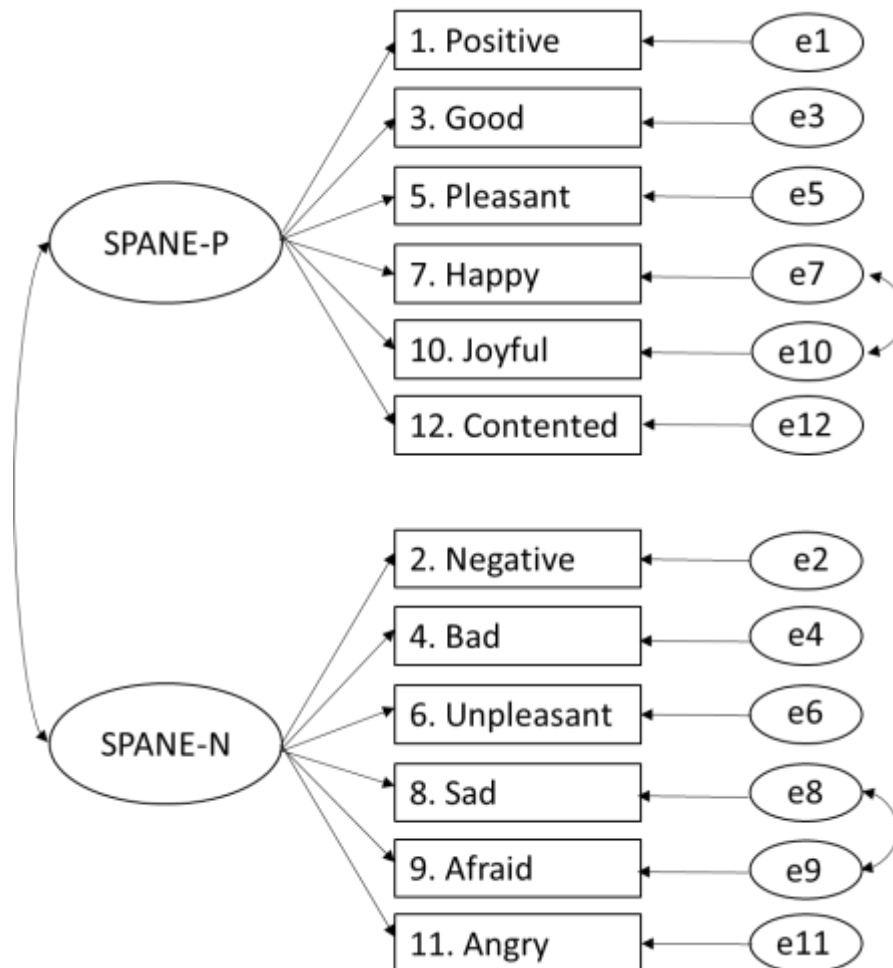 1. Positive
e1
3. Good
e3
5. Pleasant
e5
SPANE-P
7. Happy
e7
10. Joyful
e10
12. Contented
e12
2. Negative
e2
4. Bad
e4
6. Unpleasant
e6
SPANE-N
8. Sad
e8
9. Afraid
e9
11. Angry
e11